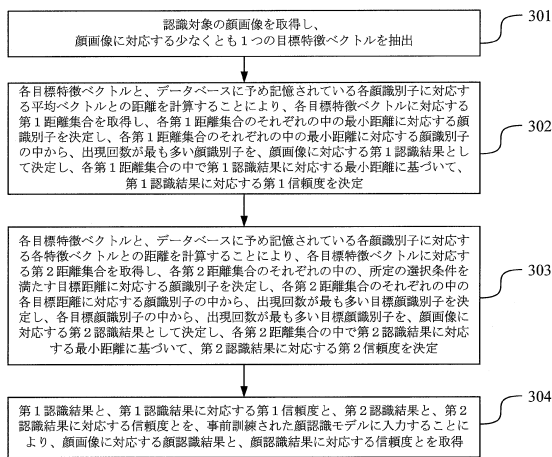 認識対象の顔画像を取得し、
顔画像に対応する少なくとも１つの目標特徴ベクトルを抽出
301
各目標特徴ベクトルと、データベースに予め記憶されている各顔識別子に対応す
る平均ベクトルとの距離を計算することにより、各目標特徴ベクトルに対応する
第１距離集合を取得し、各第１距離集合のそれぞれの中の最小距離に対応する顔
識別子を決定し、各第１距離集合のそれぞれの中の最小距離に対応する顔識別子
の中から、出現回数が最も多い顔識別子を、顔画像に対応する第１認識結果とし
て決定し、各第１距離集合の中で第１認識結果に対応する最小距離に基づいて、
第１認識結果に対応する第１信頼度を決定
302
各目標特徴ベクトルと、データベースに予め記憶されている各顔識別子に対応す
る各特徴ベクトルとの距離を計算することにより、各目標特徴ベクトルに対応す
る第２距離集合を取得し、各第２距離集合のそれぞれの中の、所定の選択条件を
満たす目標距離に対応する顔識別子を決定し、各第２距離集合のそれぞれの中の
各目標距離に対応する顔識別子の中から、出現回数が最も多い目標顔識別子を決
定し、各目標顔識別子の中から、出現回数が最も多い目標顔識別子を、顔画像に
対応する第２認識結果として決定し、各第２距離集合の中で第２認識結果に対応
する最小距離に基づいて、第２認識結果に対応する第２信頼度を決定
303
第１認識結果と、第１認識結果に対応する第１信頼度と、第２認識結果と、第２
認識結果に対応する信頼度とを、事前訓練された顔認識モデルに入力することに
より、顔画像に対応する顔認識結果と、顔認識結果に対応する信頼度とを取得
304